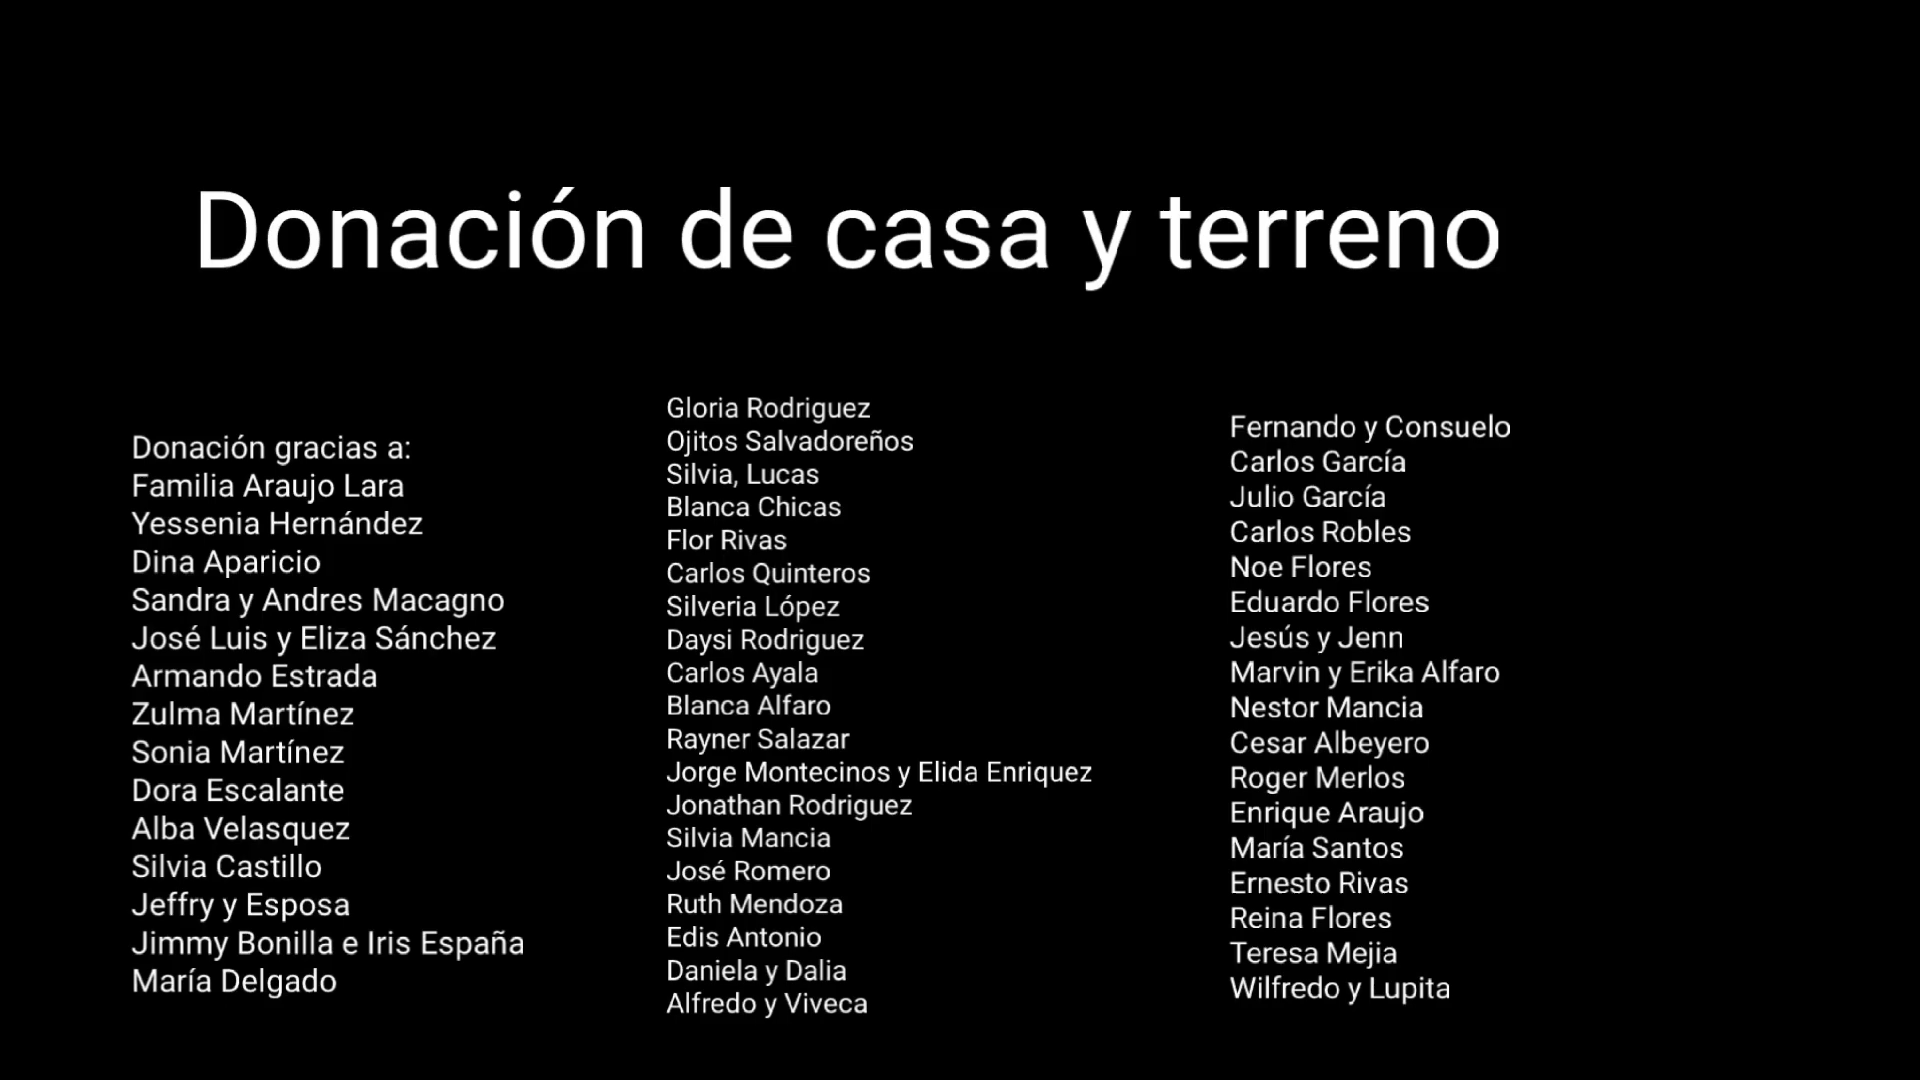 Donación de casa y terreno
Donación gracias a:
Familia Araujo Lara
Yessenia Hernández
Dina Aparicio
Sandra y Andres Macagno
José Luis y Eliza Sánchez
Armando Estrada
Zulma Martínez
Sonia Martínez
Dora Escalante
Alba Velasquez
Silvia Castillo
Jeffry y Esposa
Jimmy Bonilla e Iris España
María Delgado
Gloria Rodriguez
Ojitos Salvadoreños
Silvia, Lucas
Blanca Chicas
Flor Rivas
Carlos Quinteros
Silveria López
Daysi Rodriguez
Carlos Ayala
Blanca Alfaro
Rayner Salazar
Jorge Montecinos y Elida Enriquez
Jonathan Rodriguez
Silvia Mancia
José Romero
Ruth Mendoza
Edis Antonio
Daniela y Dalia
Alfredo y Viveca
Fernando y Consuelo
Carlos García
Julio García
Carlos Robles
Noe Flores
Eduardo Flores
Jesús y Jenn
Marvin y Erika Alfaro
Nestor Mancia
Cesar Albeyero
Roger Merlos
Enrique Araujo
María Santos
Ernesto Rivas
Reina Flores
Teresa Mejia
Wilfredo y Lupita